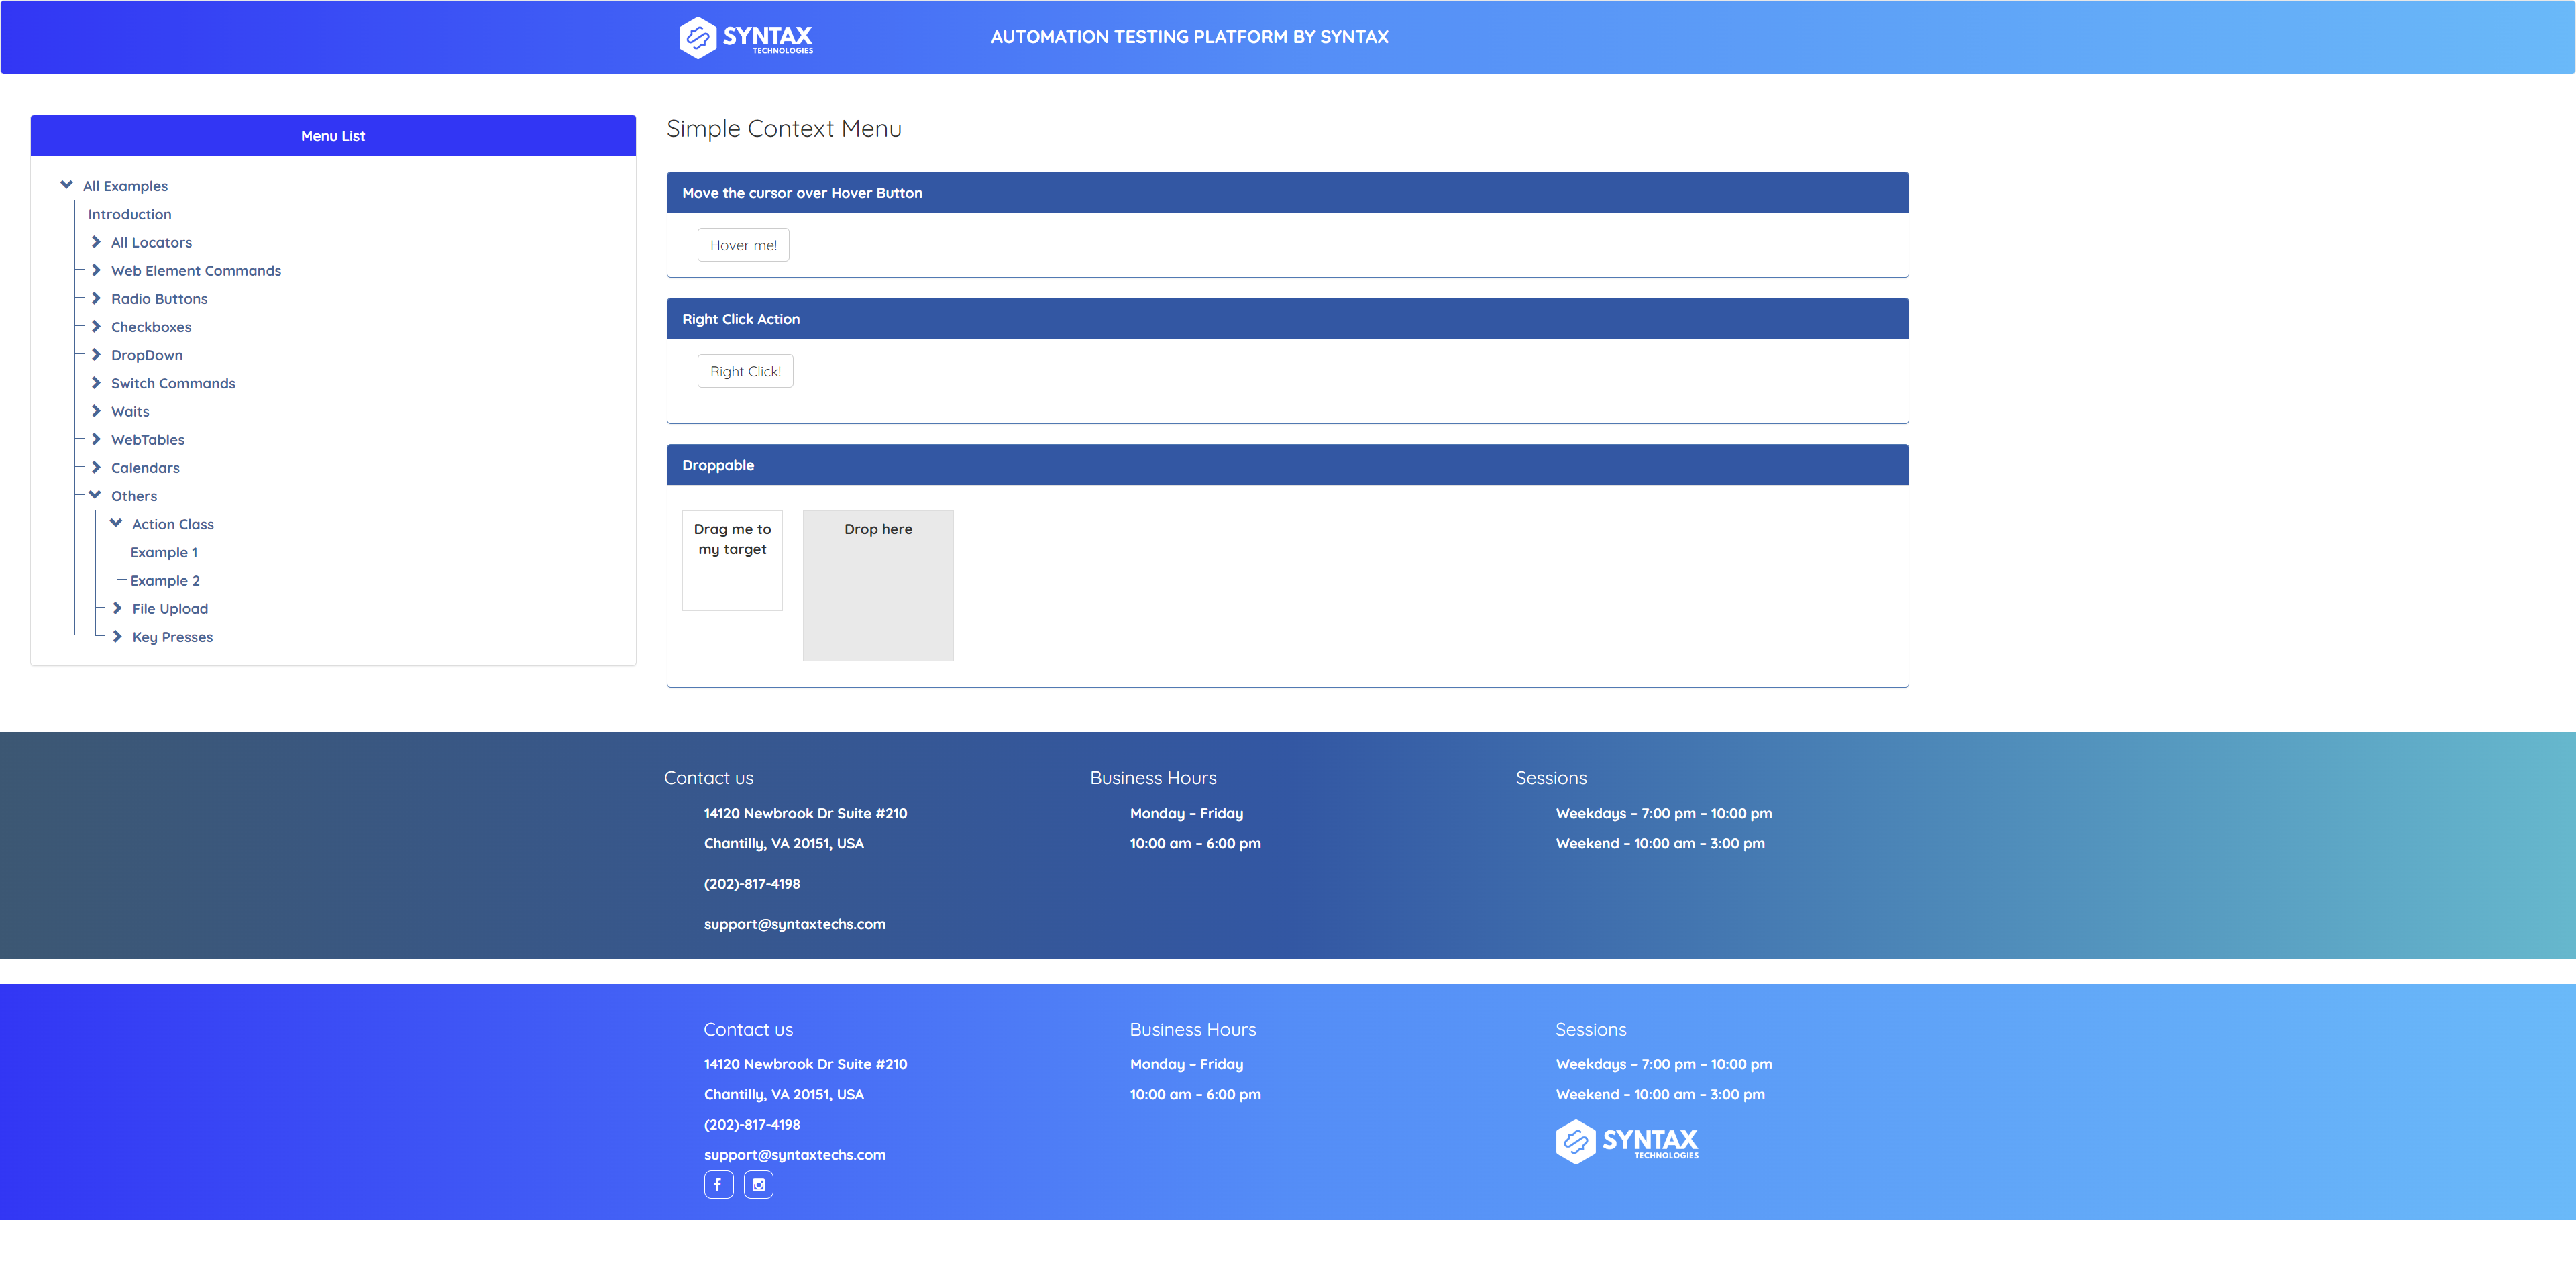 SYNTAX
TECHNOLOGIES
AUTOMATION TESTING PLATFORM BY SYNTAX
Menu List
All Examples
Introduction
All Locators
Web Element Commands
Radio Buttons
Checkboxes
DropDown
Switch Commands
Waits
WebTables
Calendars
Others
Action Class
Example 1
Example 2
File Upload
Key Presses
Simple Context Menu
Move the cursor over Hover Button
Hover me!
Right Click Action
Right Click!
Droppable
Drag me to
my target
Drop here
Contact us
14120 Newbrook Dr Suite #210
Chantilly, VA 20151, USA
(202)-817-4198
support@syntaxtechs.com
Business Hours
Monday – Friday
10:00 am – 6:00 pm
Sessions
Weekdays – 7:00 pm – 10:00 pm
Weekend – 10:00 am – 3:00 pm
Contact us
14120 Newbrook Dr Suite #210
Chantilly, VA 20151, USA
(202)-817-4198
support@syntaxtechs.com
Business Hours
Monday – Friday
10:00 am – 6:00 pm
Sessions
Weekdays – 7:00 pm – 10:00 pm
Weekend – 10:00 am – 3:00 pm
SYNTAX
TECHNOLOGIES